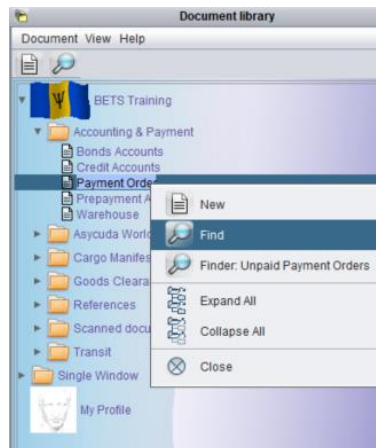 Document library
Document View Help
BETS Training
Accounting & Payment
Bonds Accounts
Credit Accounts
Payment Orde
Prepayment A
Warehouse
Asycuda World
Cargo Manifes
Goods Cleara
References
Scanned docu
Transit
Single Window
My Profile
New
Find
Finder: Unpaid Payment Orders
Expand All
Collapse All
Close